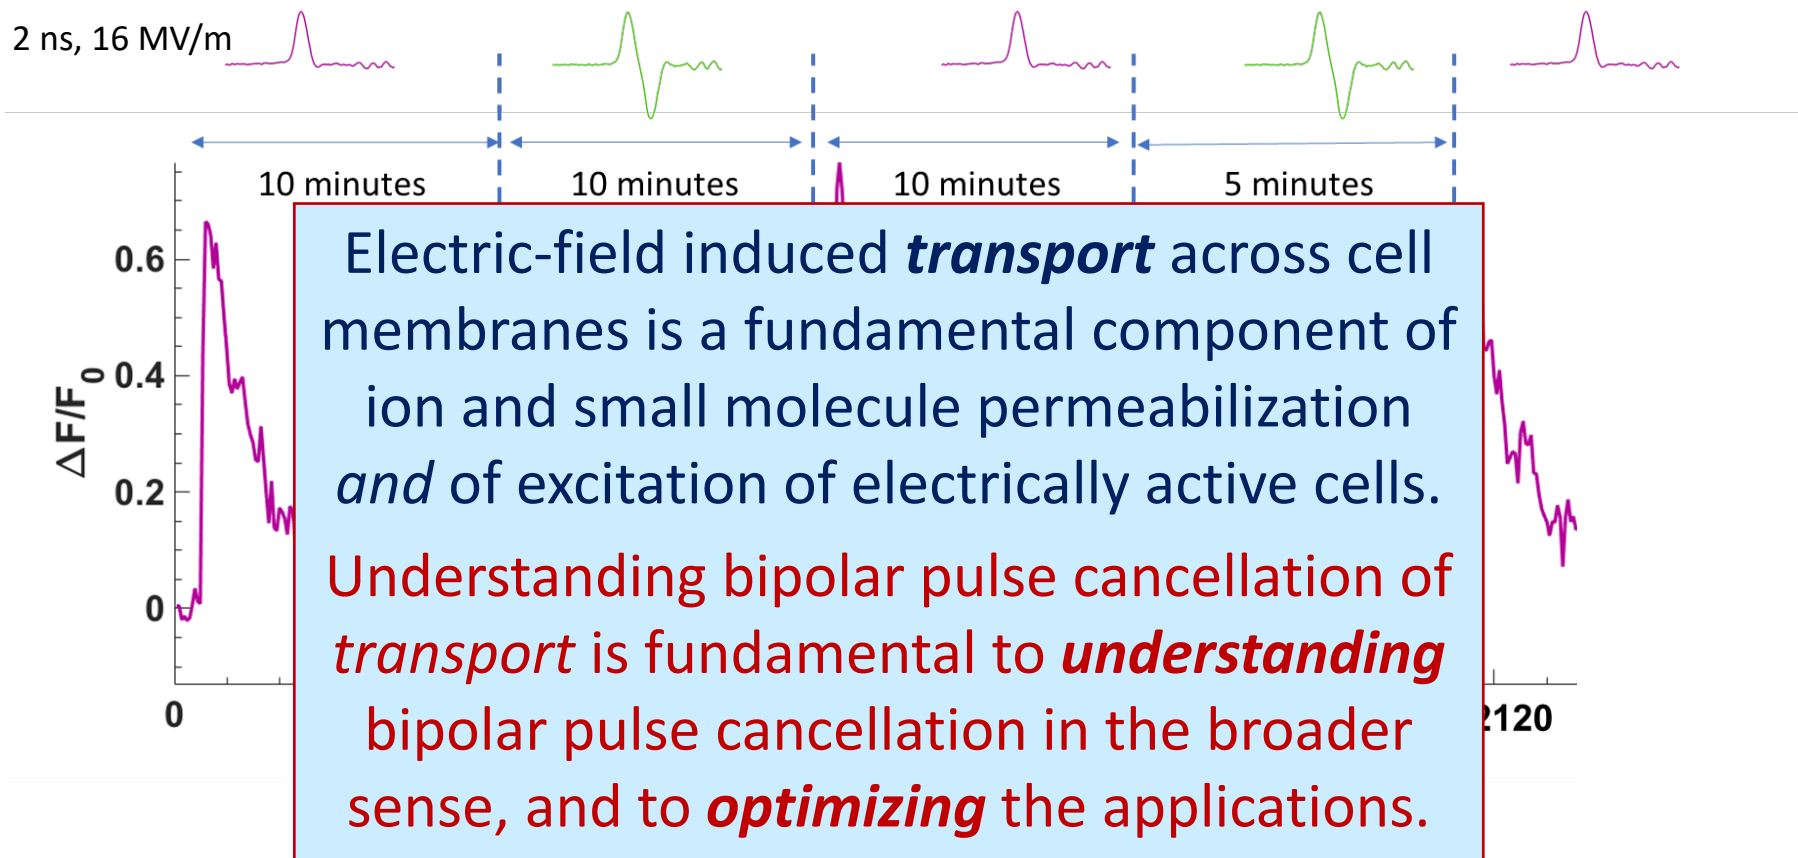 2 ns, 16 MV/m
10 minutes
10 minutes
10 minutes
5 minutes
0.6
0.4
0.2
0
ΔF/F0
0
2120
Electric-field induced transport across cell
membranes is a fundamental component of
ion and small molecule permeabilization
and of excitation of electrically active cells.
Understanding bipolar pulse cancellation of
transport is fundamental to understanding
bipolar pulse cancellation in the broader
sense, and to optimizing the applications.